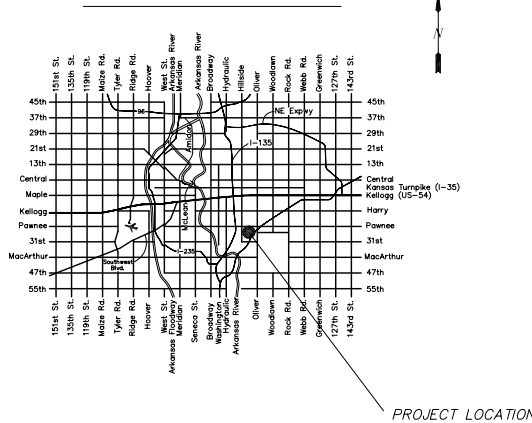 N
151st St.
135th St.
119th St.
Maize Rd.
Tyler Rd.
Ridge Rd.
Hoover
West St.
Arkansas River
Meridian
Arkansas River
Broadway
Hydraulic
Hillside
Oliver
Woodlawn
Rock Rd.
Webb Rd.
Greenwich
127th St.
143rd St.
45th
37th
29th
21st
13th
Central
Maple
Kellogg
Pawnee
31st
MacArthur
47th
55th
96
NE Expwy
Amidon
I-135
McLean
I-235
Southwest
Blvd.
45th
37th
29th
21st
13th
Central
Kansas Turnpike (I-35)
Kellogg (US-54)
Harry
Pawnee
31st
MacArthur
47th
55th
151st St.
135th St.
119th St.
Maize Rd.
Tyler Rd.
Ridge Rd.
Hoover
West St.
Arkansas Floodway
Meridian
Seneca St.
Broadway
Washington
Hydraulic
Arkansas River
Oliver
Woodlawn
Rock Rd.
Webb Rd.
Greenwich
127th St.
143rd St.
PROJECT LOCATION